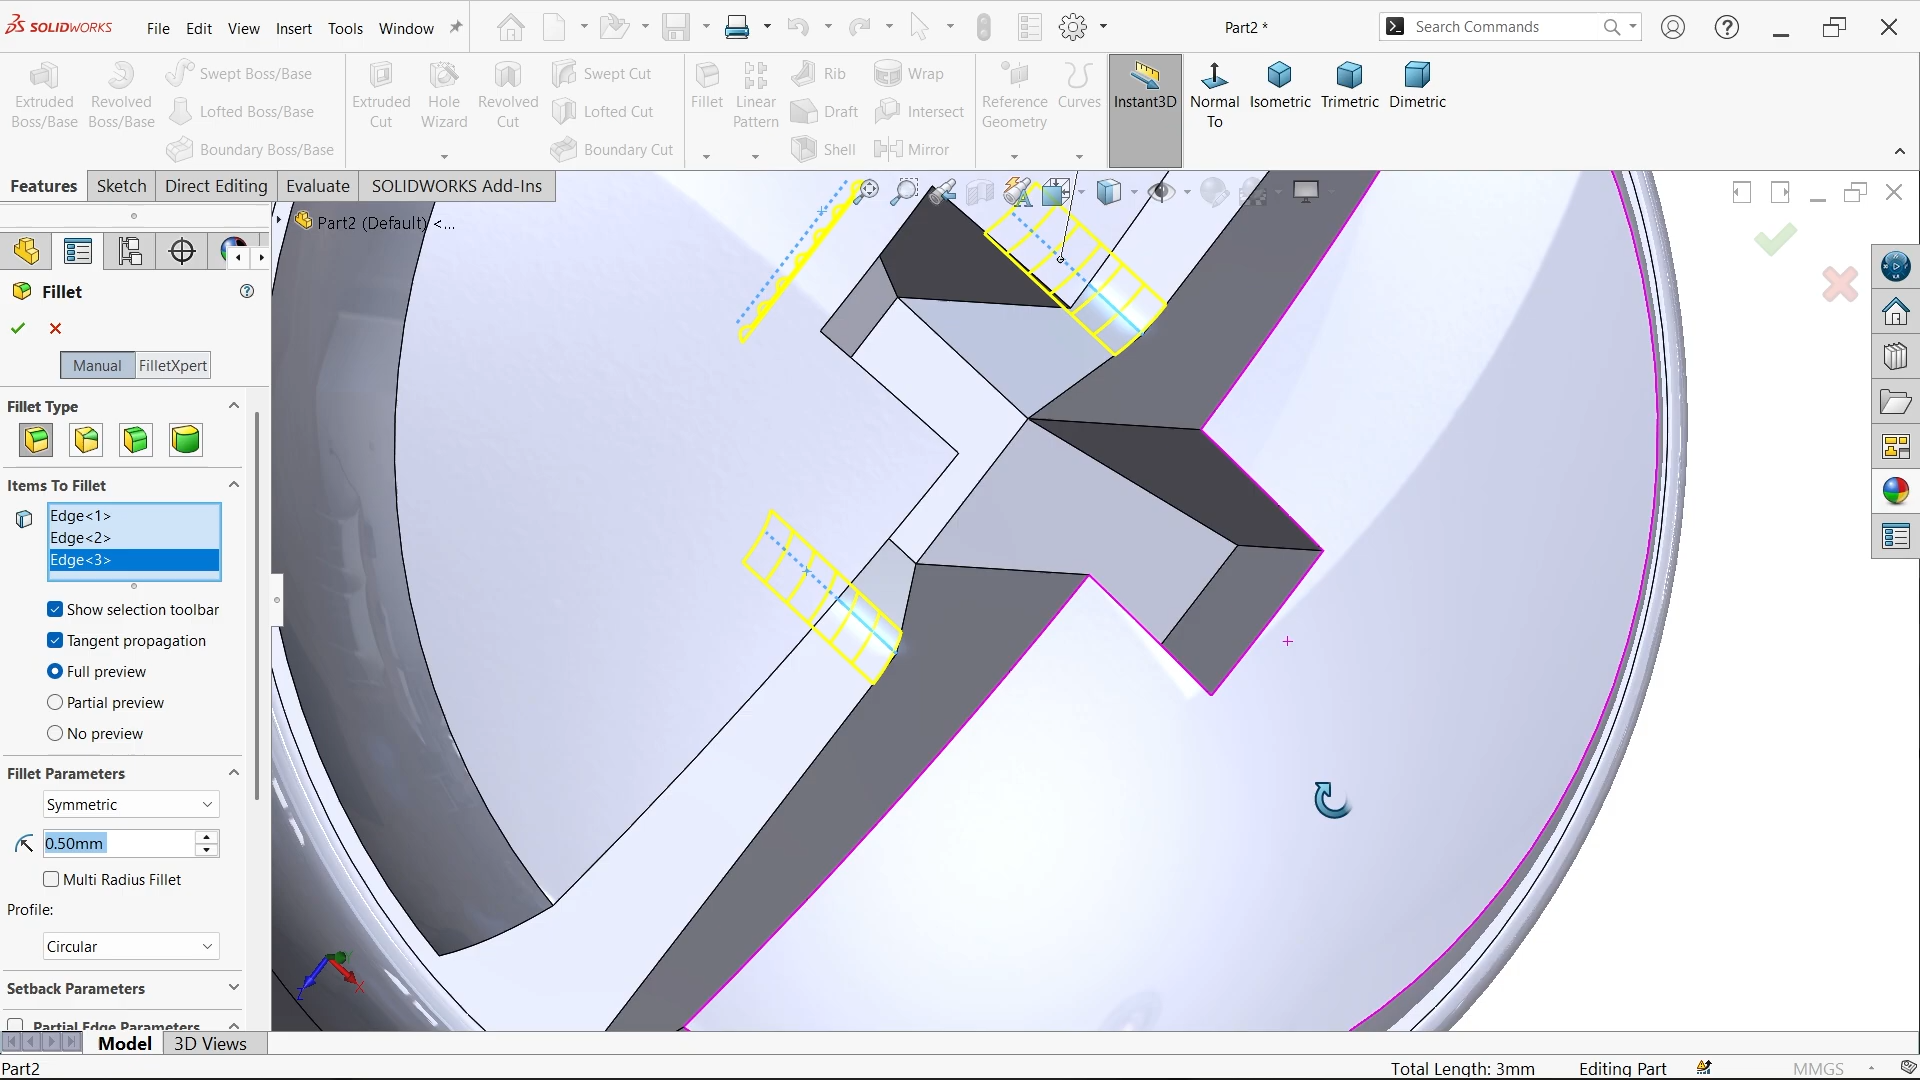 SOLIDWORKS File Edit View Insert Tools Window Part2 * Search Commands
Extruded Boss/Base
Revolved Boss/Base
Swept Boss/Base
Lofted Boss/Base
Boundary Boss/Base
Extruded Cut
Hole Wizard
Revolved Cut
Swept Cut
Lofted Cut
Boundary Cut
Fillet
Linear Pattern
Rib
Draft
Shell
Wrap
Intersect
Mirror
Reference Geometry
Curves
Instant3D
Normal To
Isometric
Trimetric
Dimetric
Features Sketch Direct Editing Evaluate SOLIDWORKS Add-Ins
Part2 (Default) <...
Fillet
Manual FilletXpert
Fillet Type
Items To Fillet
Edge<1>
Edge<2>
Edge<3>
Show selection toolbar
Tangent propagation
Full preview
Partial preview
No preview
Fillet Parameters
Symmetric
0.50mm
Multi Radius Fillet
Profile:
Circular
Setback Parameters
Partial Edge Parameters
Z X
Model 3D Views
Part2 Total Length: 3mm Editing Part MMGS